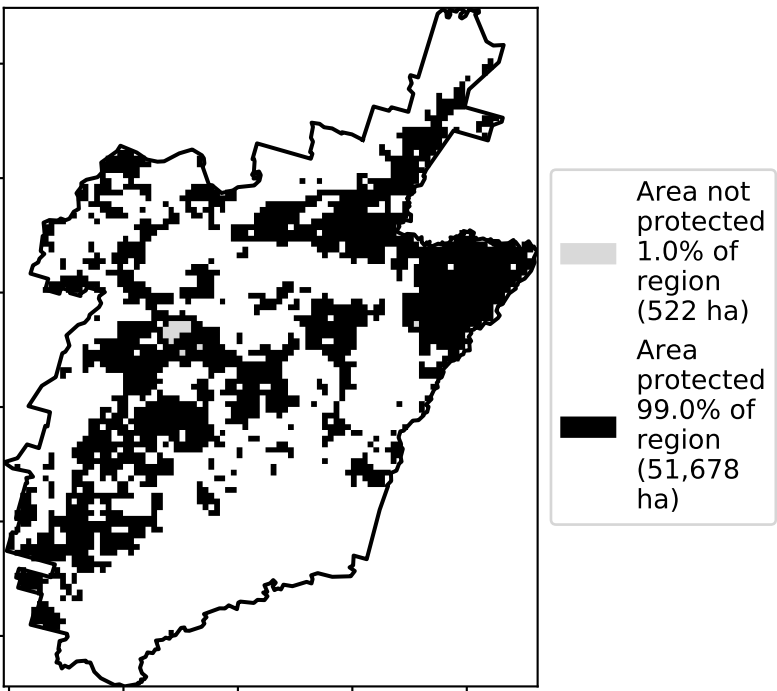 Area not
protected
1.0% of
region
(522 ha)
Area
protected
99.0% of
region
(51,678
ha)